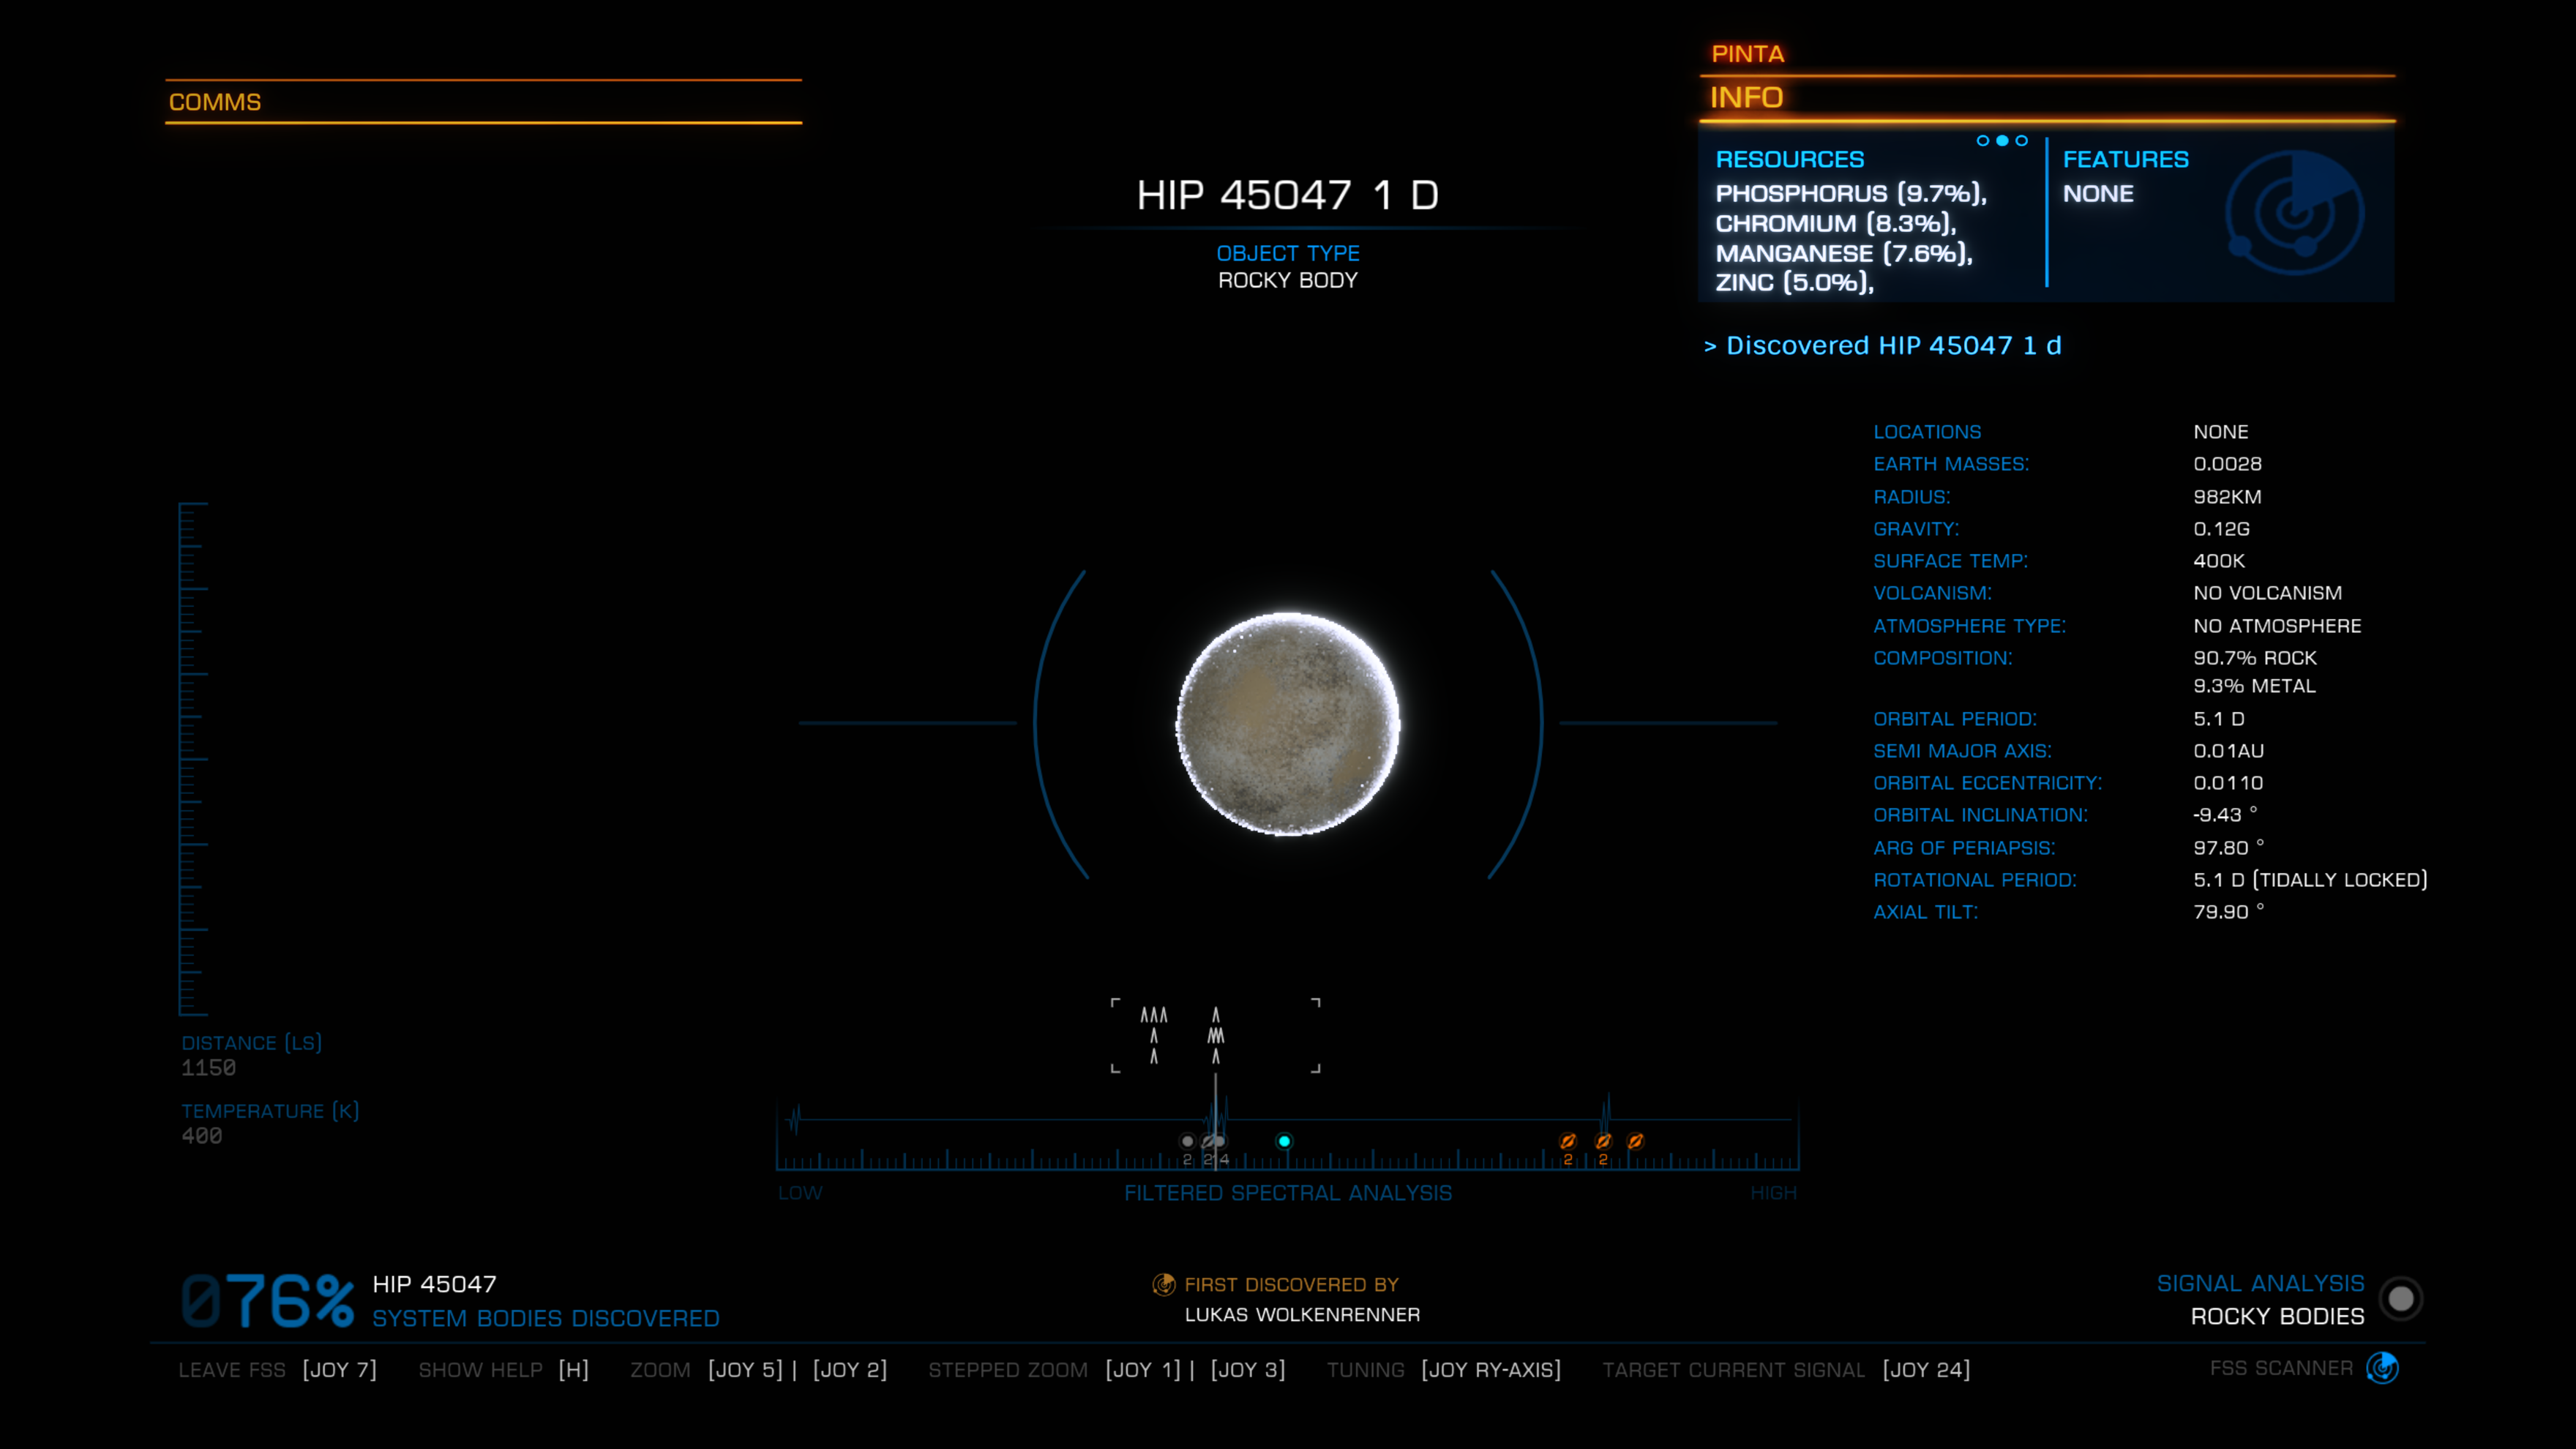 COMMS
PINTA
INFO
RESOURCES
PHOSPHORUS (9.7%),
CHROMIUM (8.3%),
MANGANESE (7.6%),
ZINC (5.0%),
FEATURES
NONE
> Discovered HIP 45047 1 d
HIP 45047 1 D
OBJECT TYPE
ROCKY BODY
LOCATIONS NONE
EARTH MASSES: 0.0028
RADIUS: 982KM
GRAVITY: 0.12G
SURFACE TEMP: 400K
VOLCANISM: NO VOLCANISM
ATMOSPHERE TYPE: NO ATMOSPHERE
COMPOSITION: 90.7% ROCK
9.3% METAL
ORBITAL PERIOD: 5.1 D
SEMI MAJOR AXIS: 0.01AU
ORBITAL ECCENTRICITY: 0.0110
ORBITAL INCLINATION: -9.43 °
ARG OF PERIAPSIS: 97.80 °
ROTATIONAL PERIOD: 5.1 D (TIDALLY LOCKED)
AXIAL TILT: 79.90 °
DISTANCE (LS)
1150
TEMPERATURE (K)
400
2 2 4 2 2
LOW FILTERED SPECTRAL ANALYSIS HIGH
076% HIP 45047
SYSTEM BODIES DISCOVERED
FIRST DISCOVERED BY
LUKAS WOLKENRENNER
SIGNAL ANALYSIS
ROCKY BODIES
LEAVE FSS [JOY 7] SHOW HELP [H] ZOOM [JOY 5] | [JOY 2] STEPPED ZOOM [JOY 1] | [JOY 3] TUNING [JOY RY-AXIS] TARGET CURRENT SIGNAL [JOY 24] FSS SCANNER